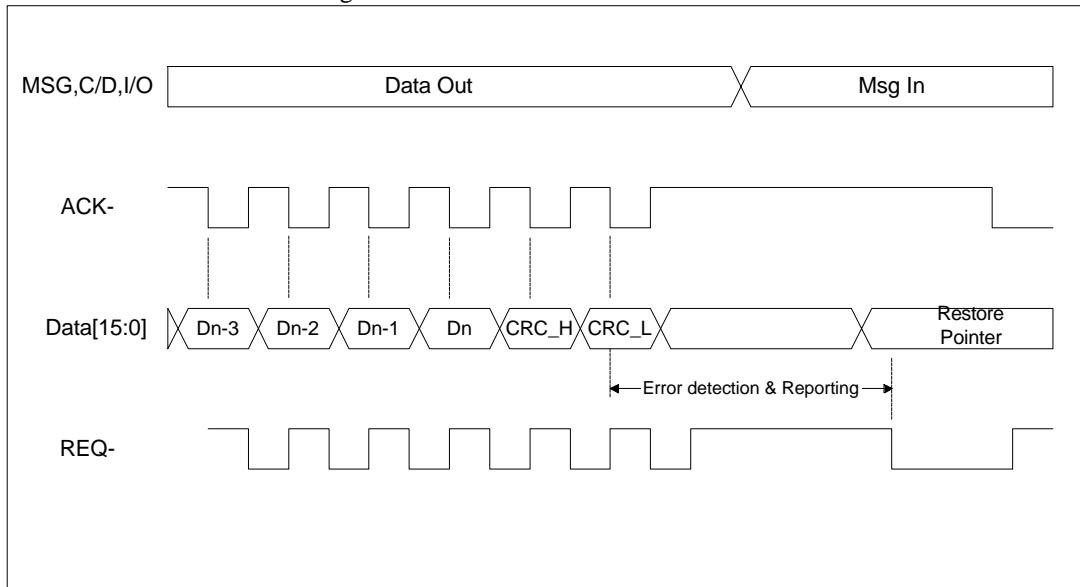 MSG,C/D,I/O
Data Out
Msg In
ACK-
Data[15:0]
Dn-3
Dn-2
Dn-1
Dn
CRC_H
CRC_L
Restore
Pointer
Error detection & Reporting
REQ-